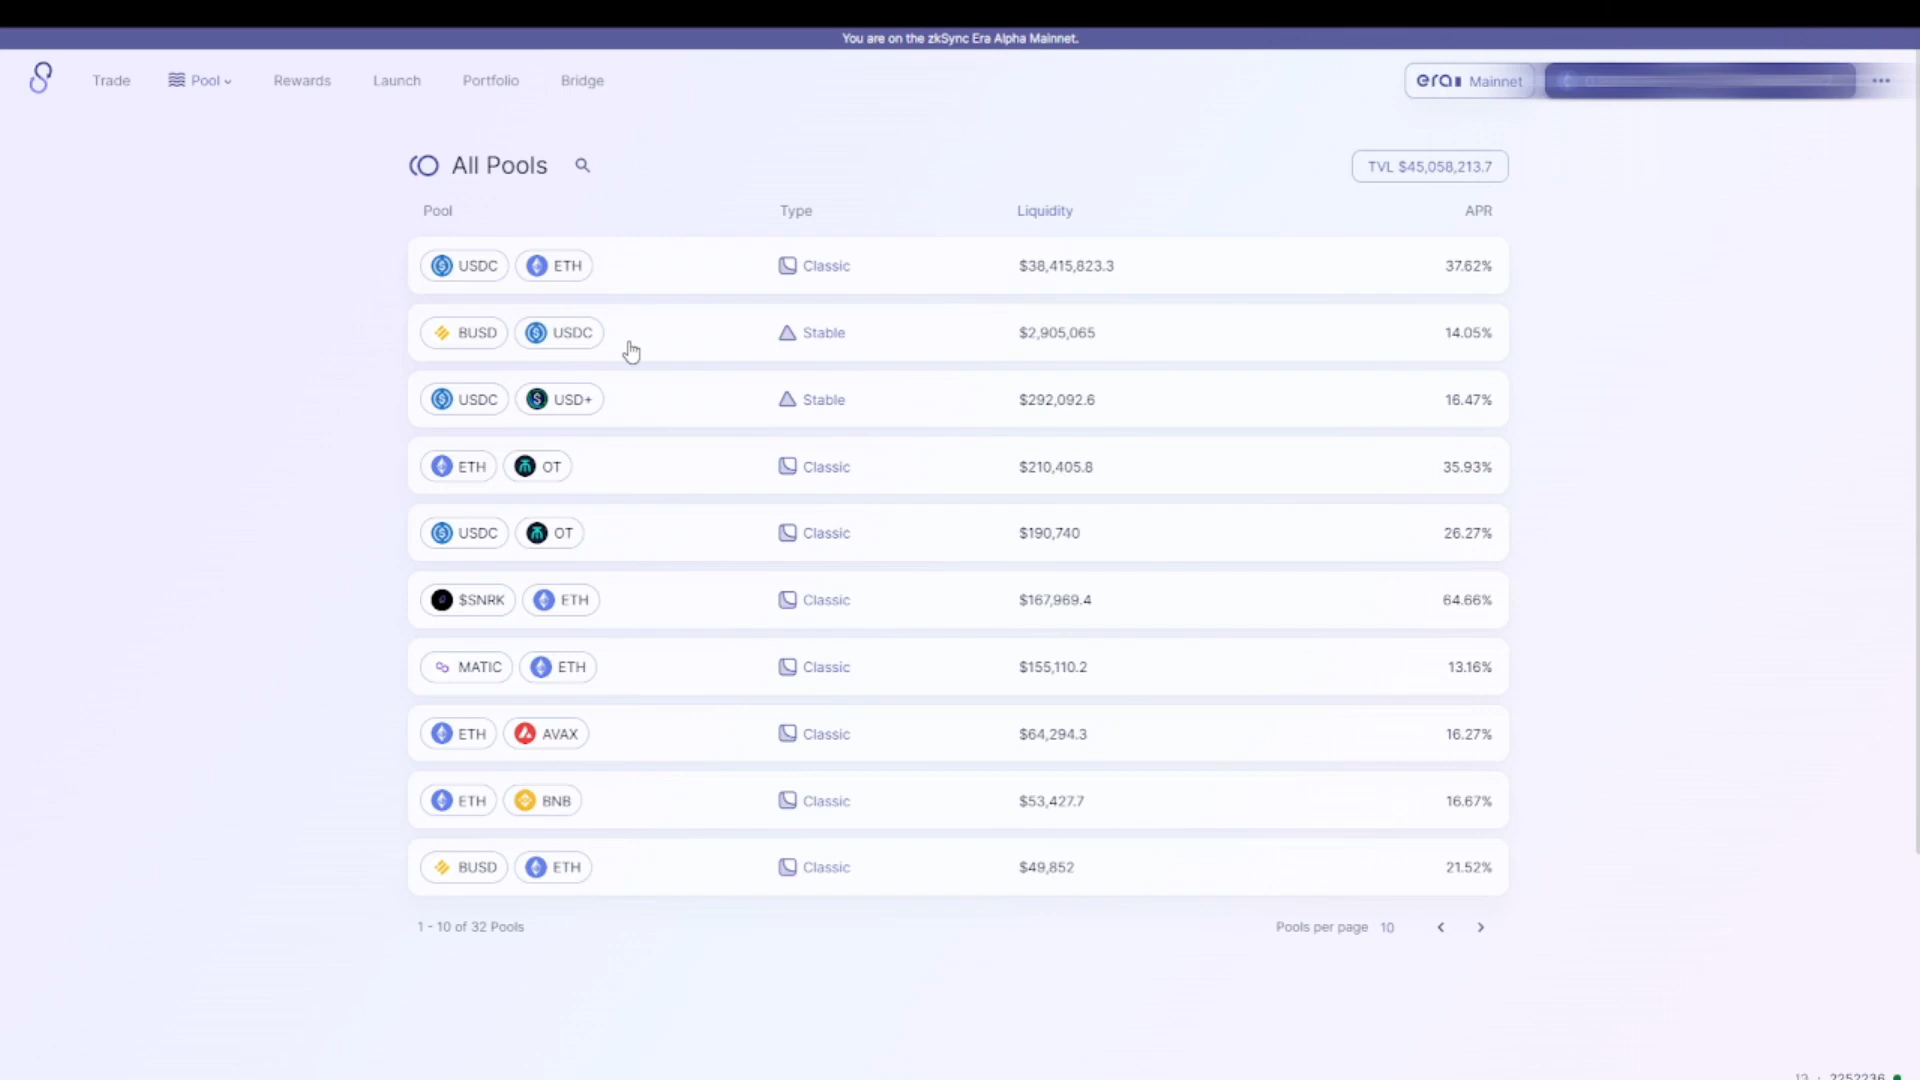 You are on the zkSync Era Alpha Mainnet.
Trade Pool Rewards Launch Portfolio Bridge era Mainnet
All Pools TVL $45,058,213.7
Pool Type Liquidity APR
USDC ETH Classic $38,415,823.3 37.62%
BUSD USDC Stable $2,905,065 14.05%
USDC USD+ Stable $292,092.6 16.47%
ETH OT Classic $210,405.8 35.93%
USDC OT Classic $190,740 26.27%
$SNRK ETH Classic $167,969.4 64.66%
MATIC ETH Classic $155,110.2 13.16%
ETH AVAX Classic $64,294.3 16.27%
ETH BNB Classic $53,427.7 16.67%
BUSD ETH Classic $49,852 21.52%
1 - 10 of 32 Pools Pools per page 10
2252236